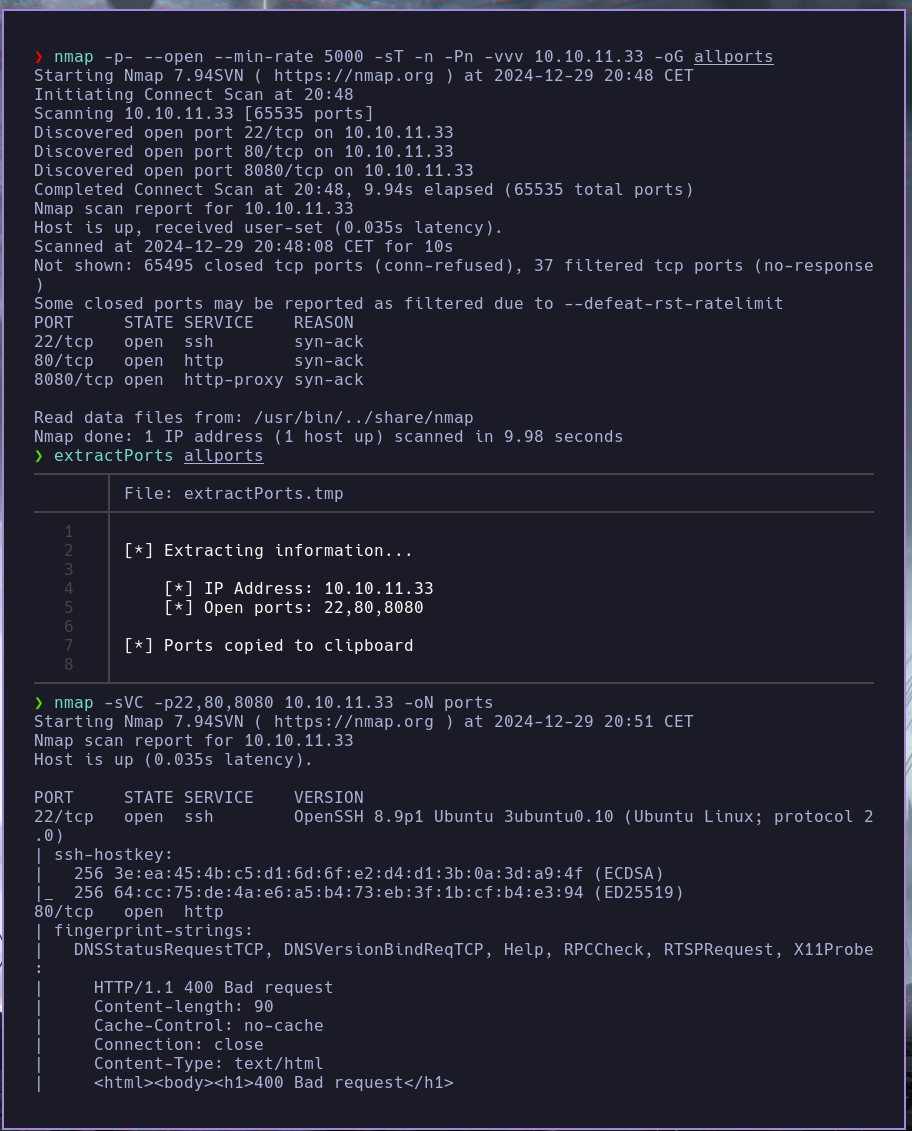 ❯ nmap -p- --open --min-rate 5000 -sT -n -Pn -vvv 10.10.11.33 -oG allports
Starting Nmap 7.94SVN ( https://nmap.org ) at 2024-12-29 20:48 CET
Initiating Connect Scan at 20:48
Scanning 10.10.11.33 [65535 ports]
Discovered open port 22/tcp on 10.10.11.33
Discovered open port 80/tcp on 10.10.11.33
Discovered open port 8080/tcp on 10.10.11.33
Completed Connect Scan at 20:48, 9.94s elapsed (65535 total ports)
Nmap scan report for 10.10.11.33
Host is up, received user-set (0.035s latency).
Scanned at 2024-12-29 20:48:08 CET for 10s
Not shown: 65495 closed tcp ports (conn-refused), 37 filtered tcp ports (no-response
)
Some closed ports may be reported as filtered due to --defeat-rst-ratelimit
PORT     STATE SERVICE    REASON
22/tcp   open  ssh        syn-ack
80/tcp   open  http       syn-ack
8080/tcp open  http-proxy syn-ack
Read data files from: /usr/bin/../share/nmap
Nmap done: 1 IP address (1 host up) scanned in 9.98 seconds
❯ extractPorts allports
File: extractPorts.tmp
1
2 [*] Extracting information...
3
4     [*] IP Address: 10.10.11.33
5     [*] Open ports: 22,80,8080
6
7 [*] Ports copied to clipboard
8
❯ nmap -sVC -p22,80,8080 10.10.11.33 -oN ports
Starting Nmap 7.94SVN ( https://nmap.org ) at 2024-12-29 20:51 CET
Nmap scan report for 10.10.11.33
Host is up (0.035s latency).
PORT     STATE SERVICE    VERSION
22/tcp   open  ssh        OpenSSH 8.9p1 Ubuntu 3ubuntu0.10 (Ubuntu Linux; protocol 2
.0)
| ssh-hostkey:
|   256 3e:ea:45:4b:c5:d1:6d:6f:e2:d4:d1:3b:0a:3d:a9:4f (ECDSA)
|_  256 64:cc:75:de:4a:e6:a5:b4:73:eb:3f:1b:cf:b4:e3:94 (ED25519)
80/tcp   open  http
| fingerprint-strings:
|   DNSStatusRequestTCP, DNSVersionBindReqTCP, Help, RPCCheck, RTSPRequest, X11Probe
:
|     HTTP/1.1 400 Bad request
|     Content-length: 90
|     Cache-Control: no-cache
|     Connection: close
|     Content-Type: text/html
|     <html><body><h1>400 Bad request</h1>